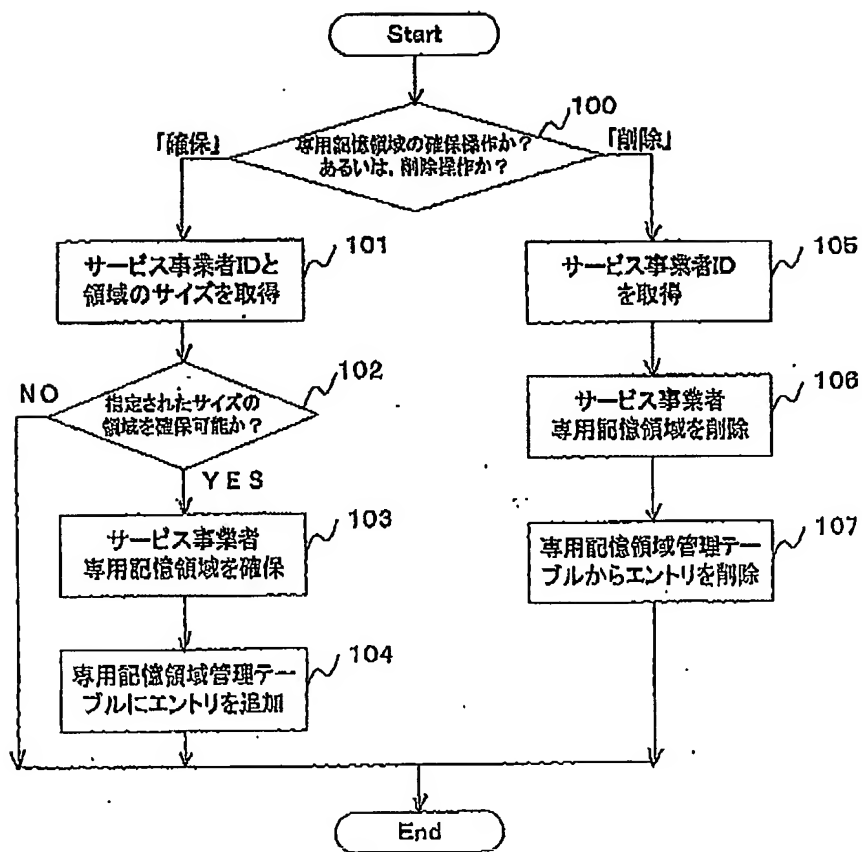 Start
100
専用記憶領域の確保操作か?
あるいは,削除操作か?
「確保」
「削除」
101
サービス事業者IDと
領域のサイズを取得
102
指定されたサイズの
領域を確保可能か?
NO
YES
103
サービス事業者
専用記憶領域を確保
104
専用記憶領域管理テー
ブルにエントリを追加
105
サービス事業者ID
を取得
106
サービス事業者
専用記憶領域を削除
107
専用記憶領域管理テー
ブルからエントリを削除
End